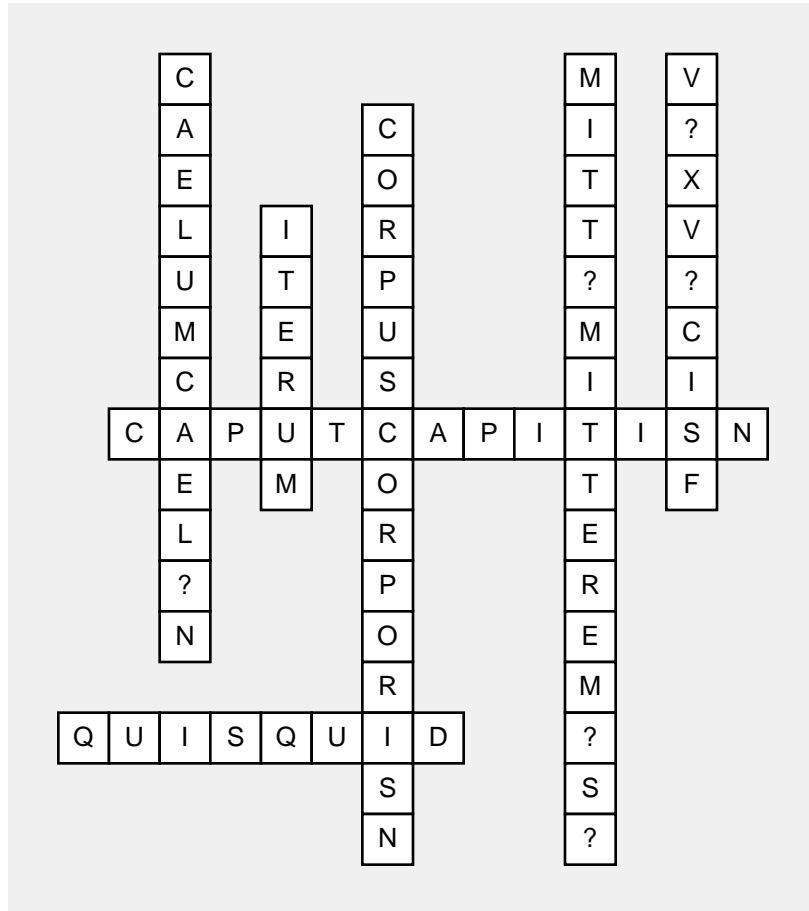 CAELUMCAEL?N
MITT?MITTEREM?S?
V?XV?CISF
CORPUSCORPORISN
ITERUM
CAPUTCAPITISN
QUISQUID